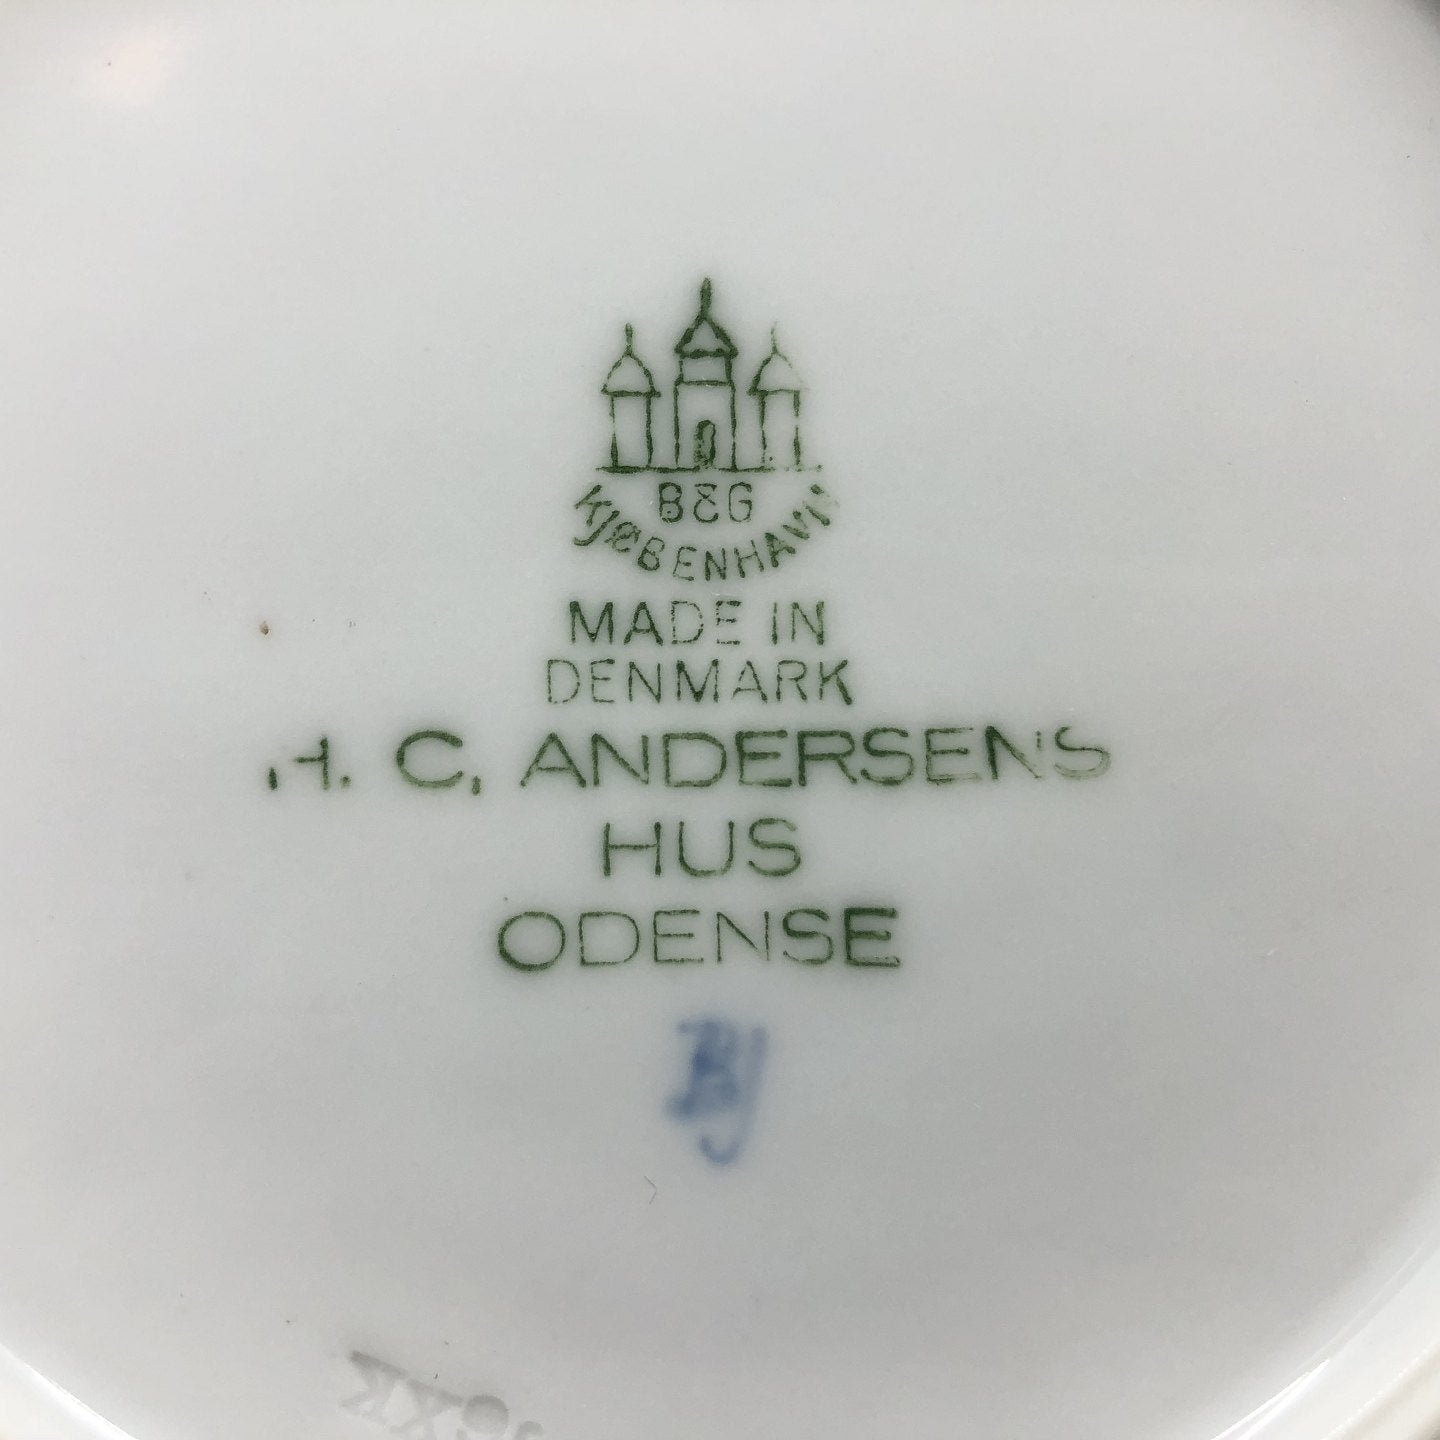 B&G
KJØBENHAVN
MADE IN
DENMARK
H. C. ANDERSENS
HUS
ODENSE